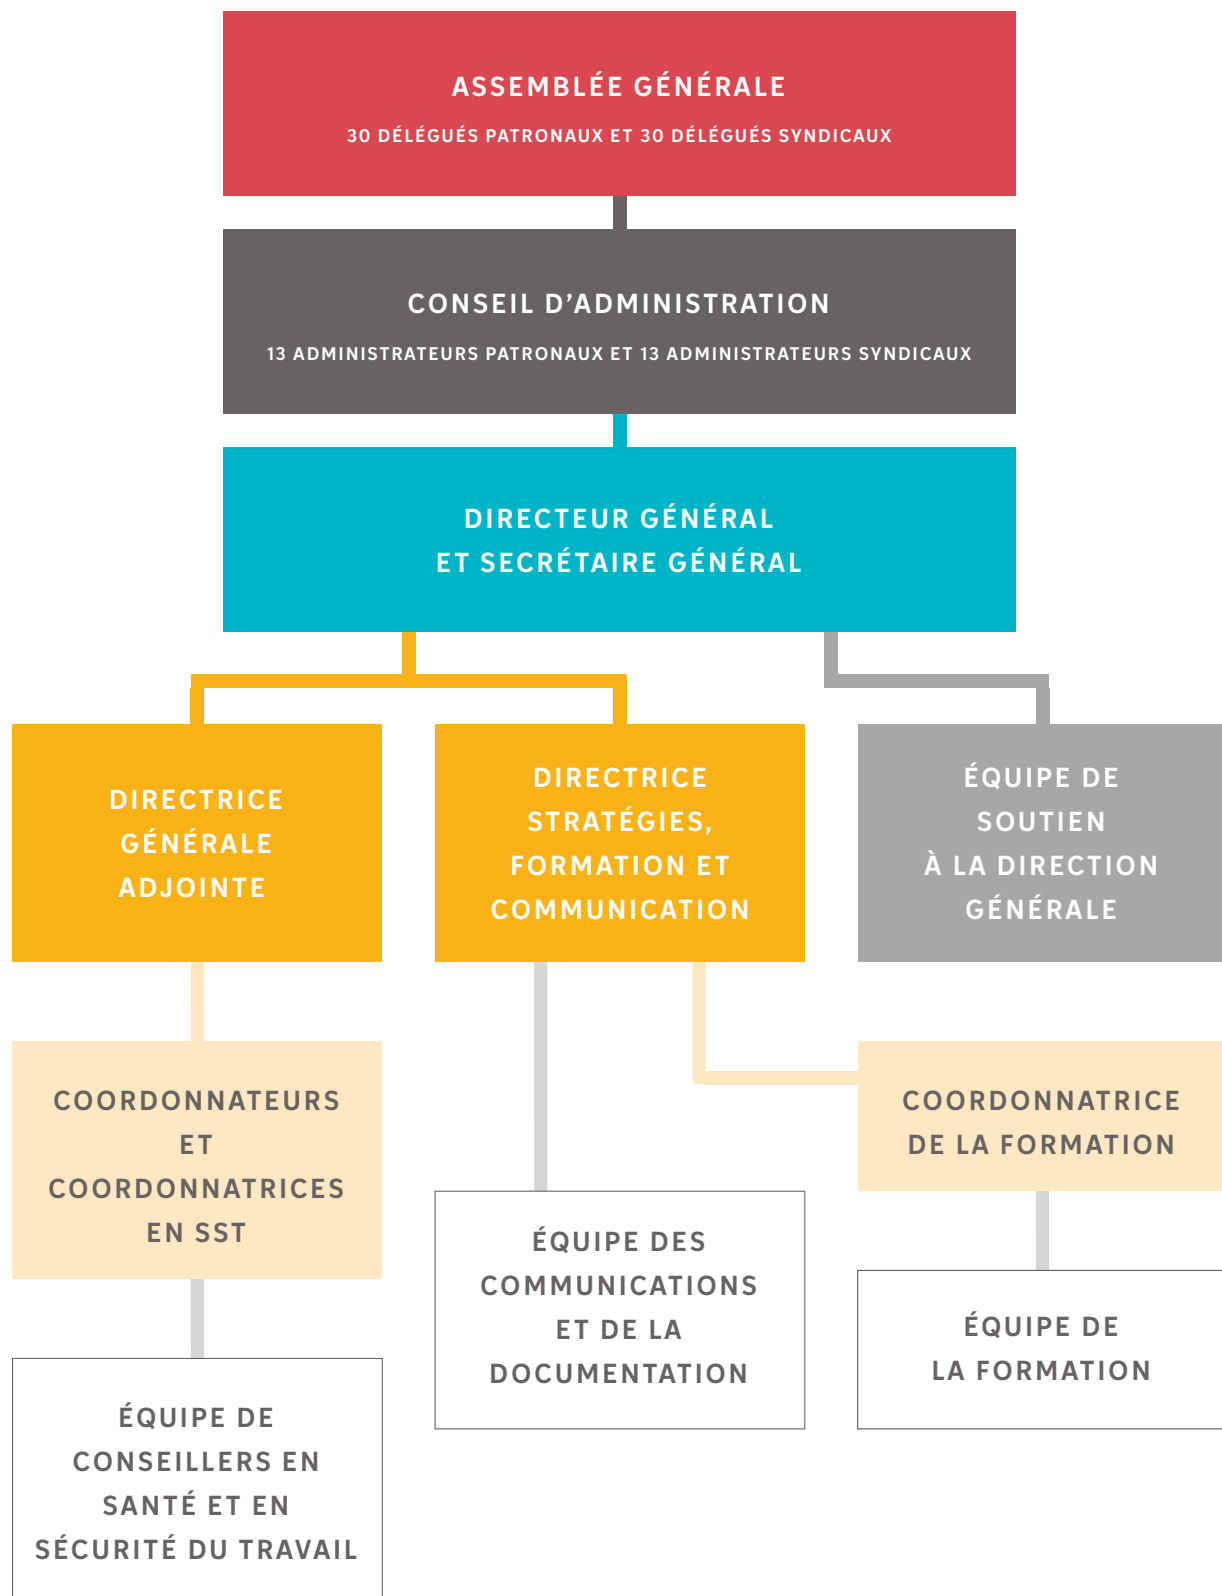 ASSEMBLÉE GÉNÉRALE
30 DÉLÉGUÉS PATRONAUX ET 30 DÉLÉGUÉS SYNDICAUX
CONSEIL D'ADMINISTRATION
13 ADMINISTRATEURS PATRONAUX ET 13 ADMINISTRATEURS SYNDICAUX
DIRECTEUR GÉNÉRAL
ET SECRÉTAIRE GÉNÉRAL
DIRECTRICE
GÉNÉRALE
ADJOINTE
DIRECTRICE
STRATÉGIES,
FORMATION ET
COMMUNICATION
ÉQUIPE DE
SOUTIEN
À LA DIRECTION
GÉNÉRALE
COORDONNATEURS
ET
COORDONNATRICES
EN SST
COORDONNATRICE
DE LA FORMATION
ÉQUIPE DES
COMMUNICATIONS
ET DE LA
DOCUMENTATION
ÉQUIPE DE
LA FORMATION
ÉQUIPE DE
CONSEILLERS EN
SANTÉ ET EN
SÉCURITÉ DU TRAVAIL